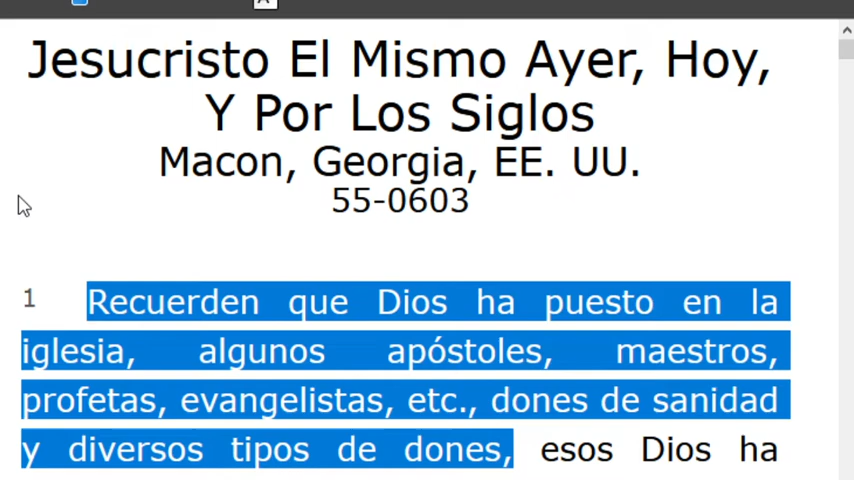 Jesucristo El Mismo Ayer, Hoy,
Y Por Los Siglos
Macon, Georgia, EE. UU.
55-0603
1 Recuerden que Dios ha puesto en la
iglesia, algunos apóstoles, maestros,
profetas, evangelistas, etc., dones de sanidad
y diversos tipos de dones, esos Dios ha